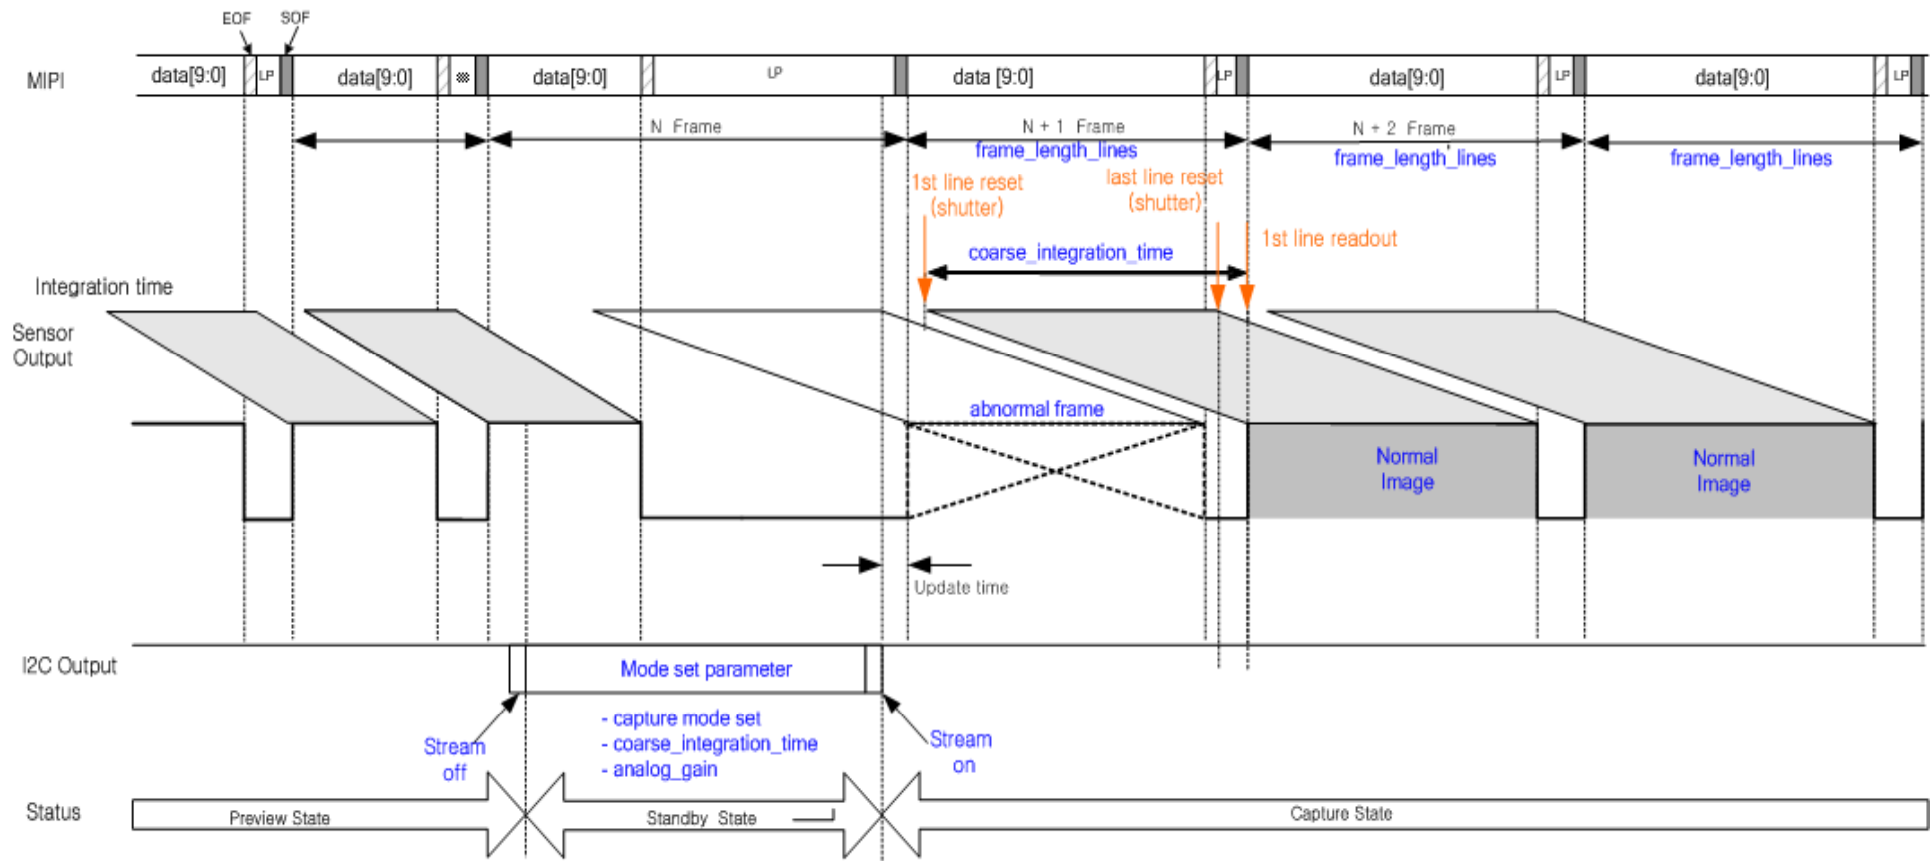 EOF SOF
MIPI data[9:0] LP data[9:0] data[9:0] LP data [9:0] LP data[9:0] LP data[9:0] LP
N Frame N + 1 Frame N + 2 Frame
frame_length_lines frame_length_lines frame_length_lines
1st line reset
(shutter)
last line reset
(shutter)
1st line readout
coarse_integration_time
Integration time
Sensor
Output
abnormal frame
Normal
Image
Normal
Image
Update time
I2C Output Mode set parameter
- capture mode set
- coarse_integration_time
- analog_gain
Stream
off
Stream
on
Status Preview State Standby State Capture State